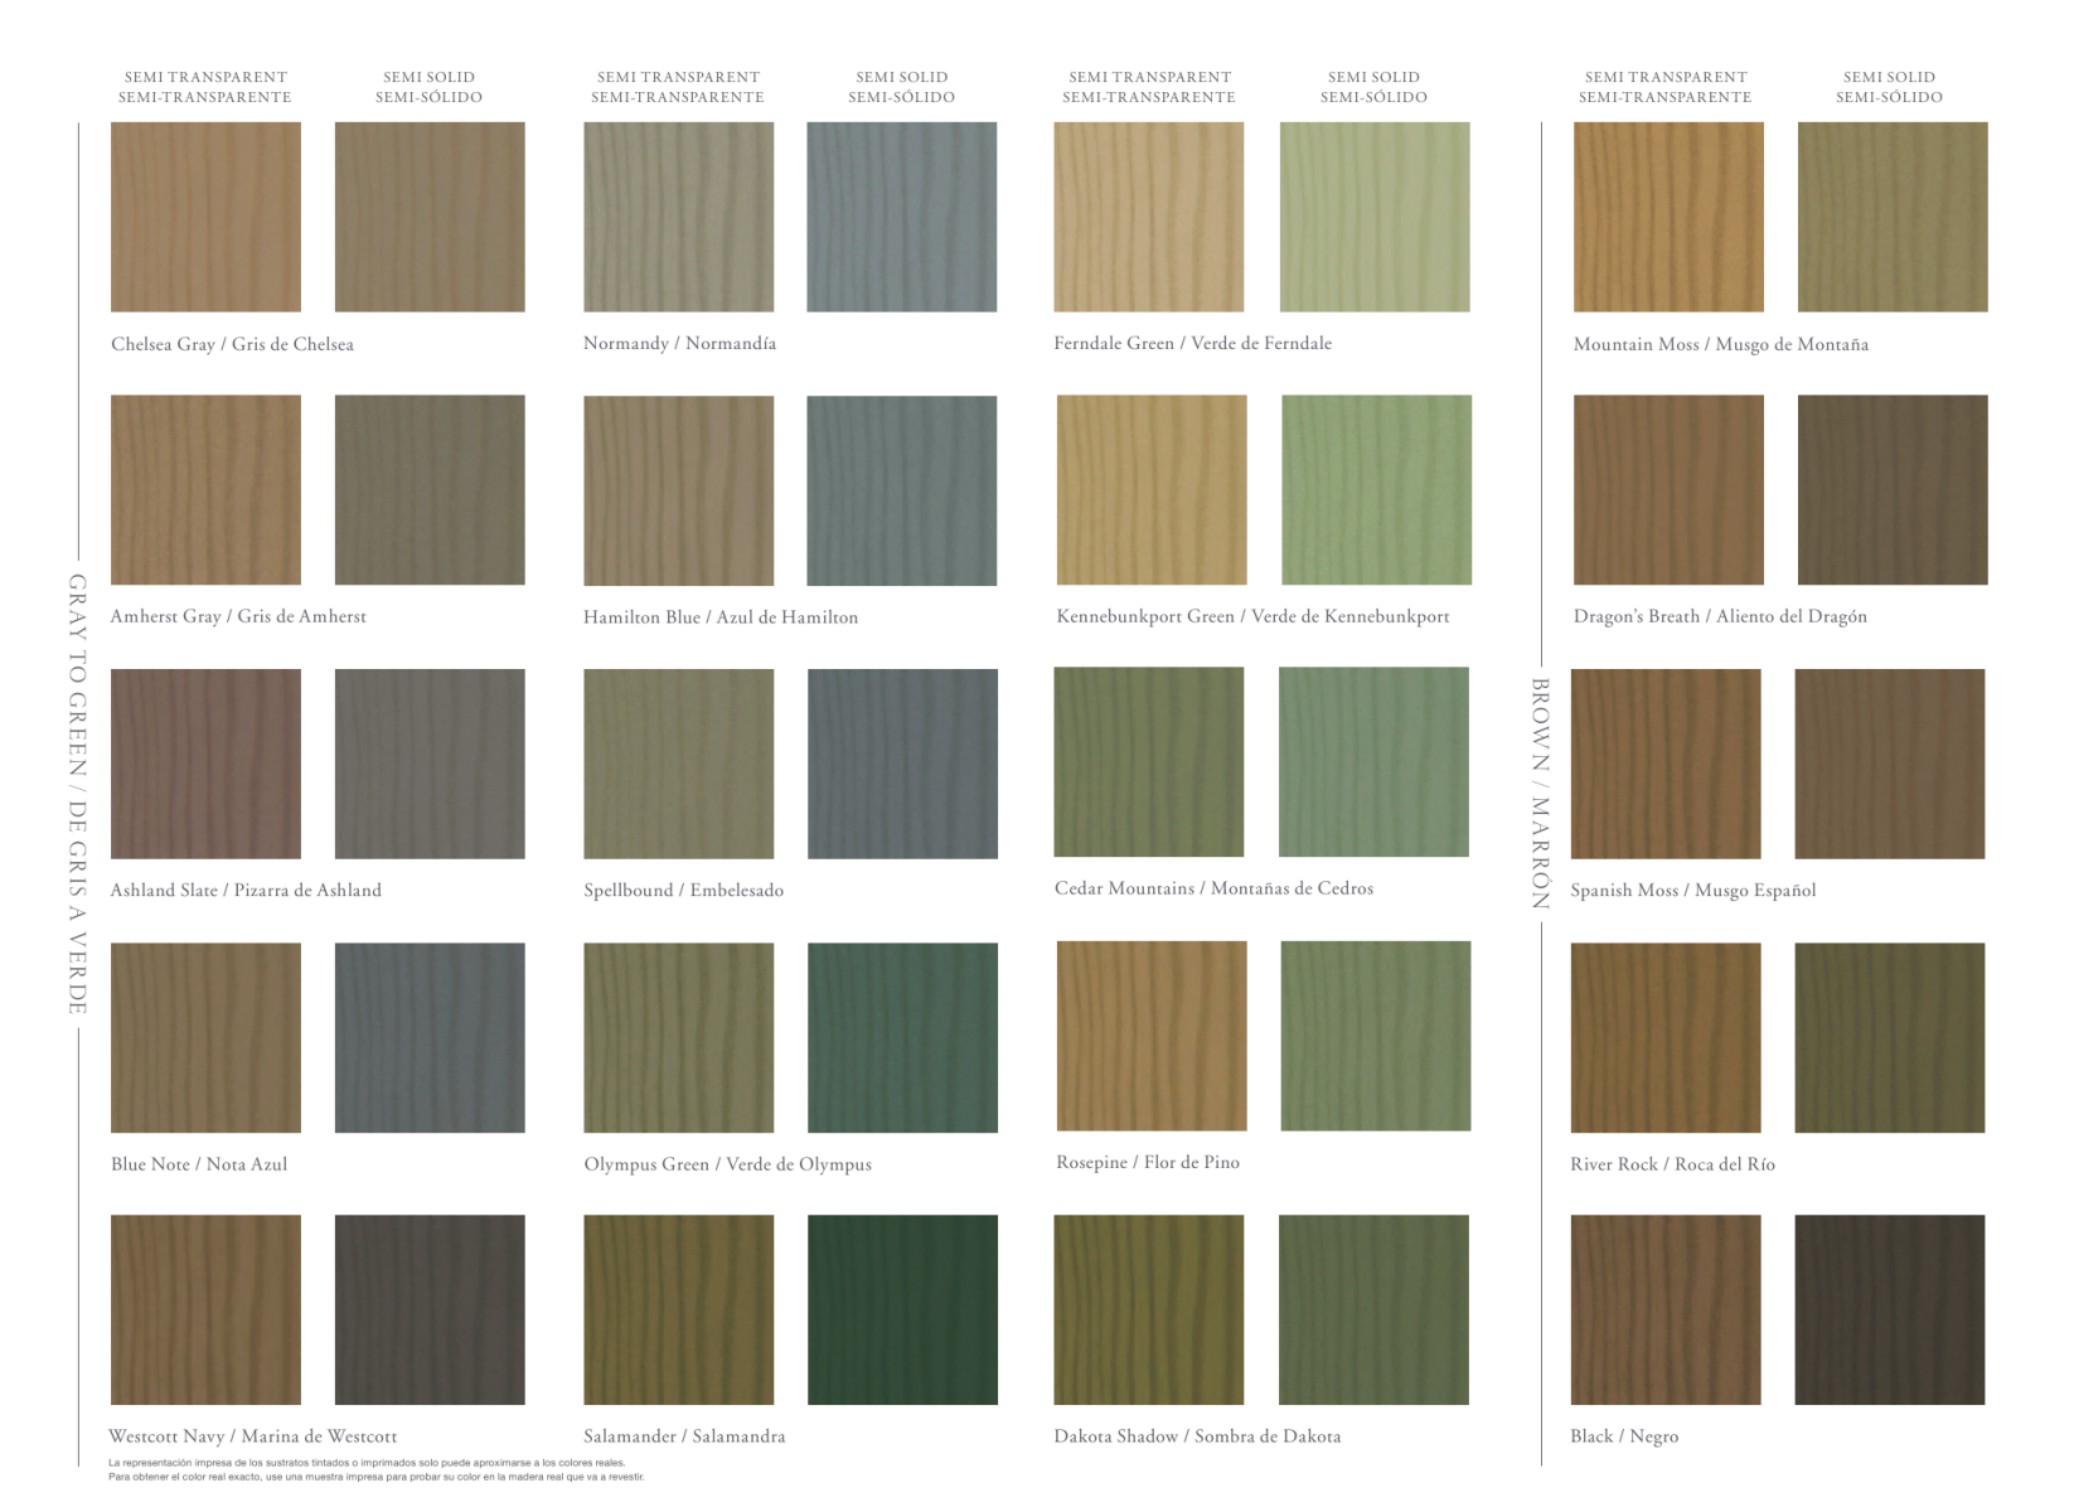 SEMI TRANSPARENT
SEMI-TRANSPARENTE
SEMI SOLID
SEMI-SÓLIDO
SEMI TRANSPARENT
SEMI-TRANSPARENTE
SEMI SOLID
SEMI-SÓLIDO
SEMI TRANSPARENT
SEMI-TRANSPARENTE
SEMI SOLID
SEMI-SÓLIDO
SEMI TRANSPARENT
SEMI-TRANSPARENTE
SEMI SOLID
SEMI-SÓLIDO
GRAY TO GREEN / DE GRIS A VERDE
Chelsea Gray / Gris de Chelsea
Normandy / Normandía
Ferndale Green / Verde de Ferndale
Mountain Moss / Musgo de Montaña
Amherst Gray / Gris de Amherst
Hamilton Blue / Azul de Hamilton
Kennebunkport Green / Verde de Kennebunkport
Dragon's Breath / Aliento del Dragón
BROWN / MARRÓN
Ashland Slate / Pizarra de Ashland
Spellbound / Embelesado
Cedar Mountains / Montañas de Cedros
Spanish Moss / Musgo Español
Blue Note / Nota Azul
Olympus Green / Verde de Olympus
Rosepine / Flor de Pino
River Rock / Roca del Río
Westcott Navy / Marina de Westcott
Salamander / Salamandra
Dakota Shadow / Sombra de Dakota
Black / Negro
La representación impresa de los sustratos tintados o imprimados solo puede aproximarse a los colores reales.
Para obtener el color real exacto, use una muestra impresa para probar su color en la madera real que va a revestir.